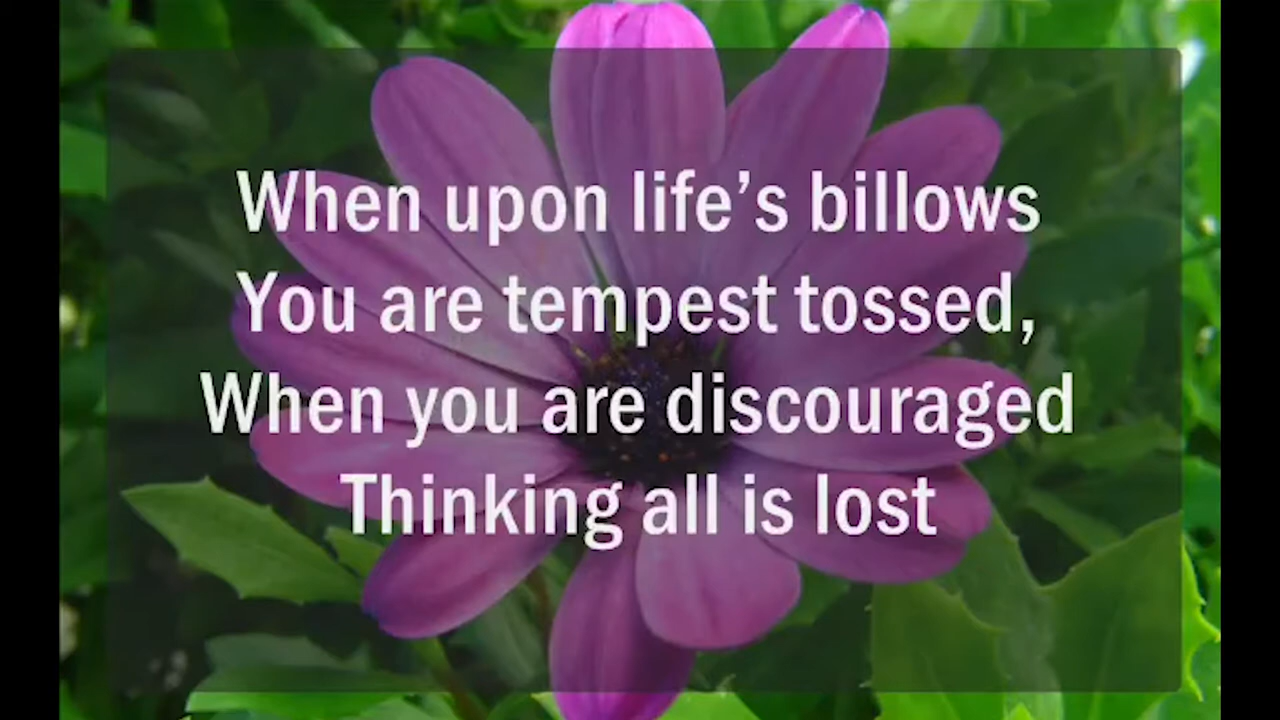 When upon life’s billows
You are tempest tossed,
When you are discouraged
Thinking all is lost